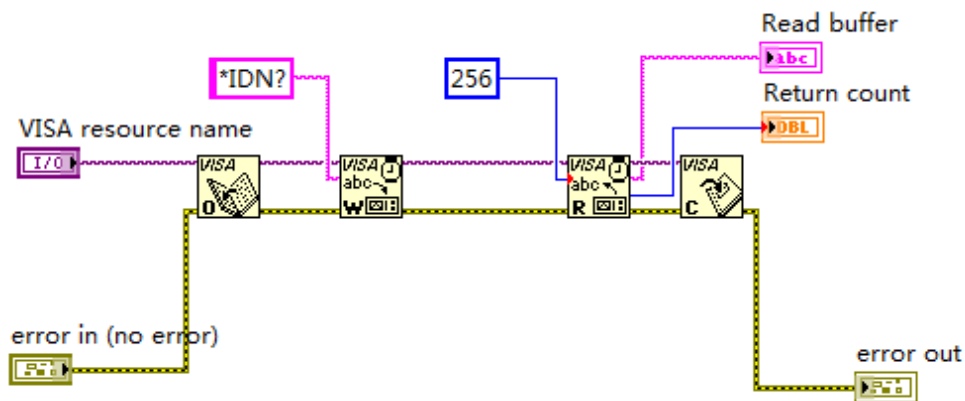 Read buffer
abc
*IDN?
256
Return count
DBL
VISA resource name
I/O
VISA
O
VISA
abc
W
VISA
abc
R
VISA
C
error in (no error)
error out